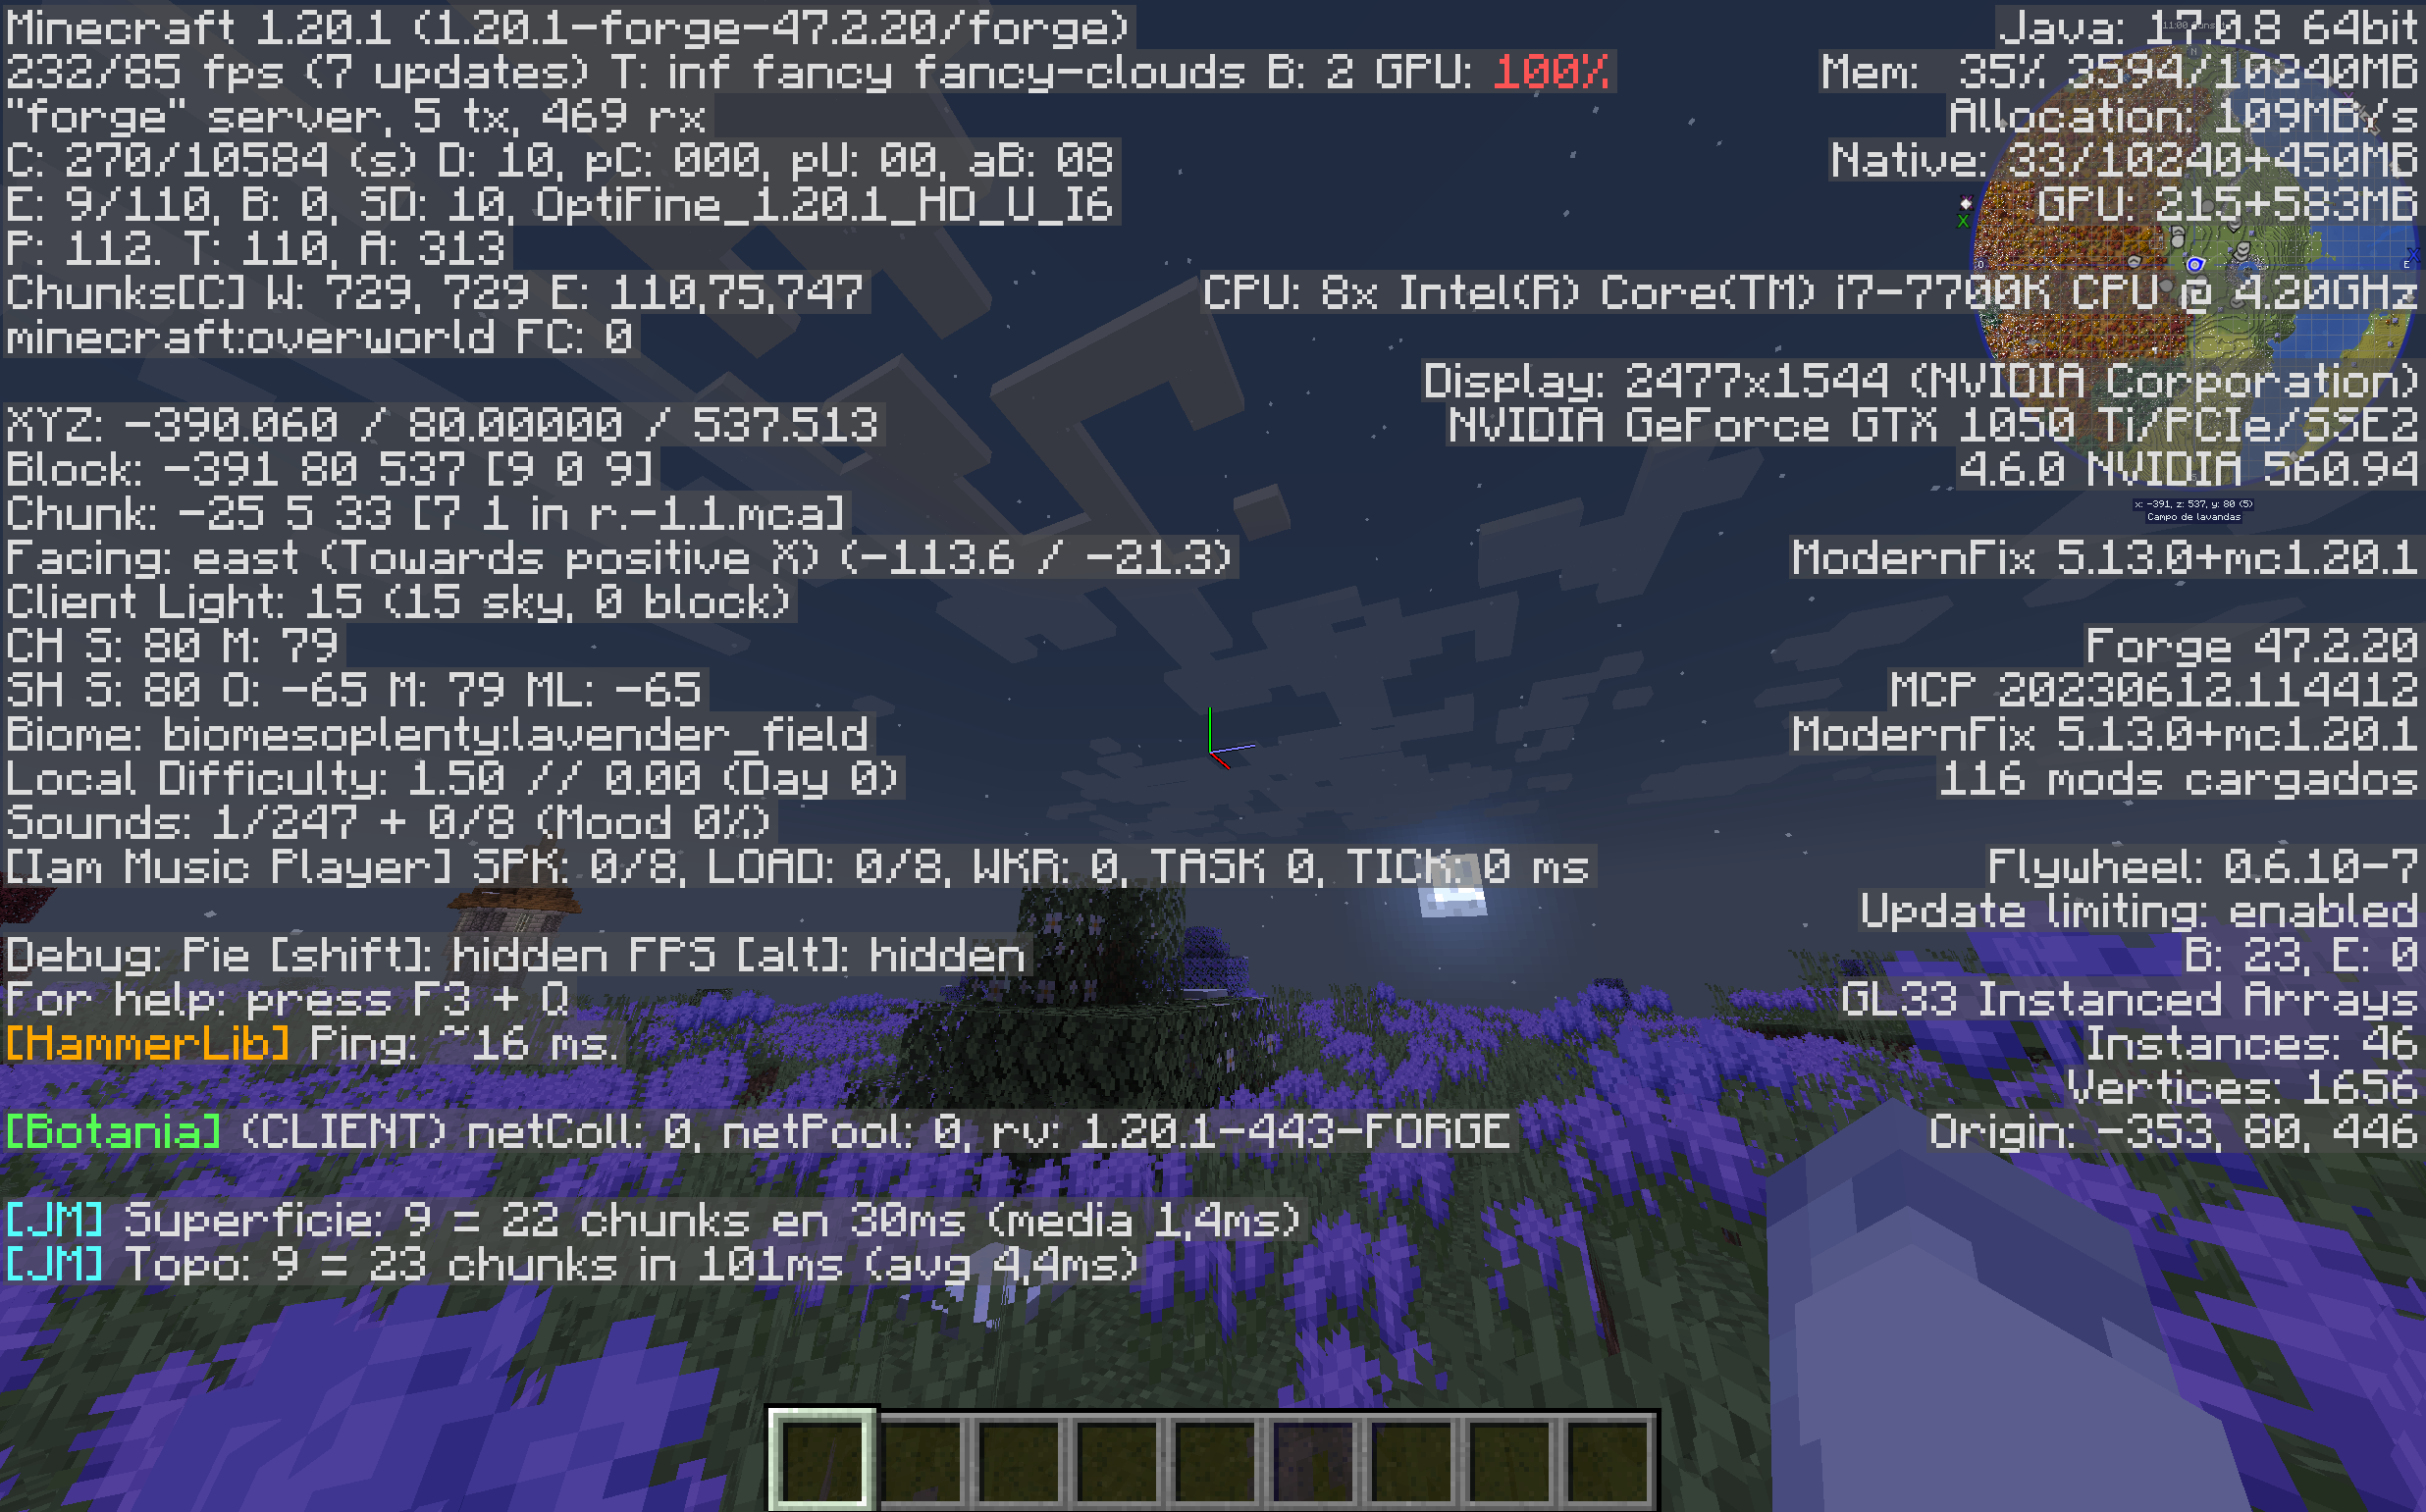 Minecraft 1.20.1 (1.20.1-forge-47.2.20/forge)
232/85 fps (7 updates) T: inf fancy fancy-clouds B: 2 GPU: 100%
"forge" server, 5 tx, 469 rx
C: 270/10584 (s) D: 10, pC: 000, pU: 00, aB: 08
E: 9/110, B: 0, SD: 10, OptiFine_1.20.1_HD_U_I6
P: 112. T: 110, A: 313
Chunks[C] W: 729, 729 E: 110,75,747
minecraft:overworld FC: 0
XYZ: -390.060 / 80.00000 / 537.513
Block: -391 80 537 [9 0 9]
Chunk: -25 5 33 [7 1 in r.-1.1.mca]
Facing: east (Towards positive X) (-113.6 / -21.3)
Client Light: 15 (15 sky, 0 block)
CH S: 80 M: 79
SH S: 80 O: -65 M: 79 ML: -65
Biome: biomesoplenty:lavender_field
Local Difficulty: 1.50 // 0.00 (Day 0)
Sounds: 1/247 + 0/8 (Mood 0%)
[Iam Music Player] SPK: 0/8, LOAD: 0/8, WKR: 0, TASK 0, TICK: 0 ms
Debug: Pie [shift]: hidden FPS [alt]: hidden
For help: press F3 + Q
[HammerLib] Ping: ~16 ms.
[Botania] (CLIENT) netColl: 0, netPool: 0, rv: 1.20.1-443-FORGE
[JM] Superficie: 9 = 22 chunks en 30ms (media 1,4ms)
[JM] Topo: 9 = 23 chunks in 101ms (avg 4,4ms)
Java: 17.0.8 64bit
Mem: 35% 3594/10240MB
Allocation: 109MB/s
Native: 33/10240+450MB
GPU: 215+583MB
CPU: 8x Intel(R) Core(TM) i7-7700K CPU @ 4.20GHz
Display: 2477x1544 (NVIDIA Corporation)
NVIDIA GeForce GTX 1050 Ti/PCIe/SSE2
4.6.0 NVIDIA 560.94
x: -391, z: 537, y: 80 (5)
Campo de lavandas
ModernFix 5.13.0+mc1.20.1
Forge 47.2.20
MCP 20230612.114412
ModernFix 5.13.0+mc1.20.1
116 mods cargados
Flywheel: 0.6.10-7
Update limiting: enabled
B: 23, E: 0
GL33 Instanced Arrays
Instances: 46
Vertices: 1656
Origin: -353, 80, 446